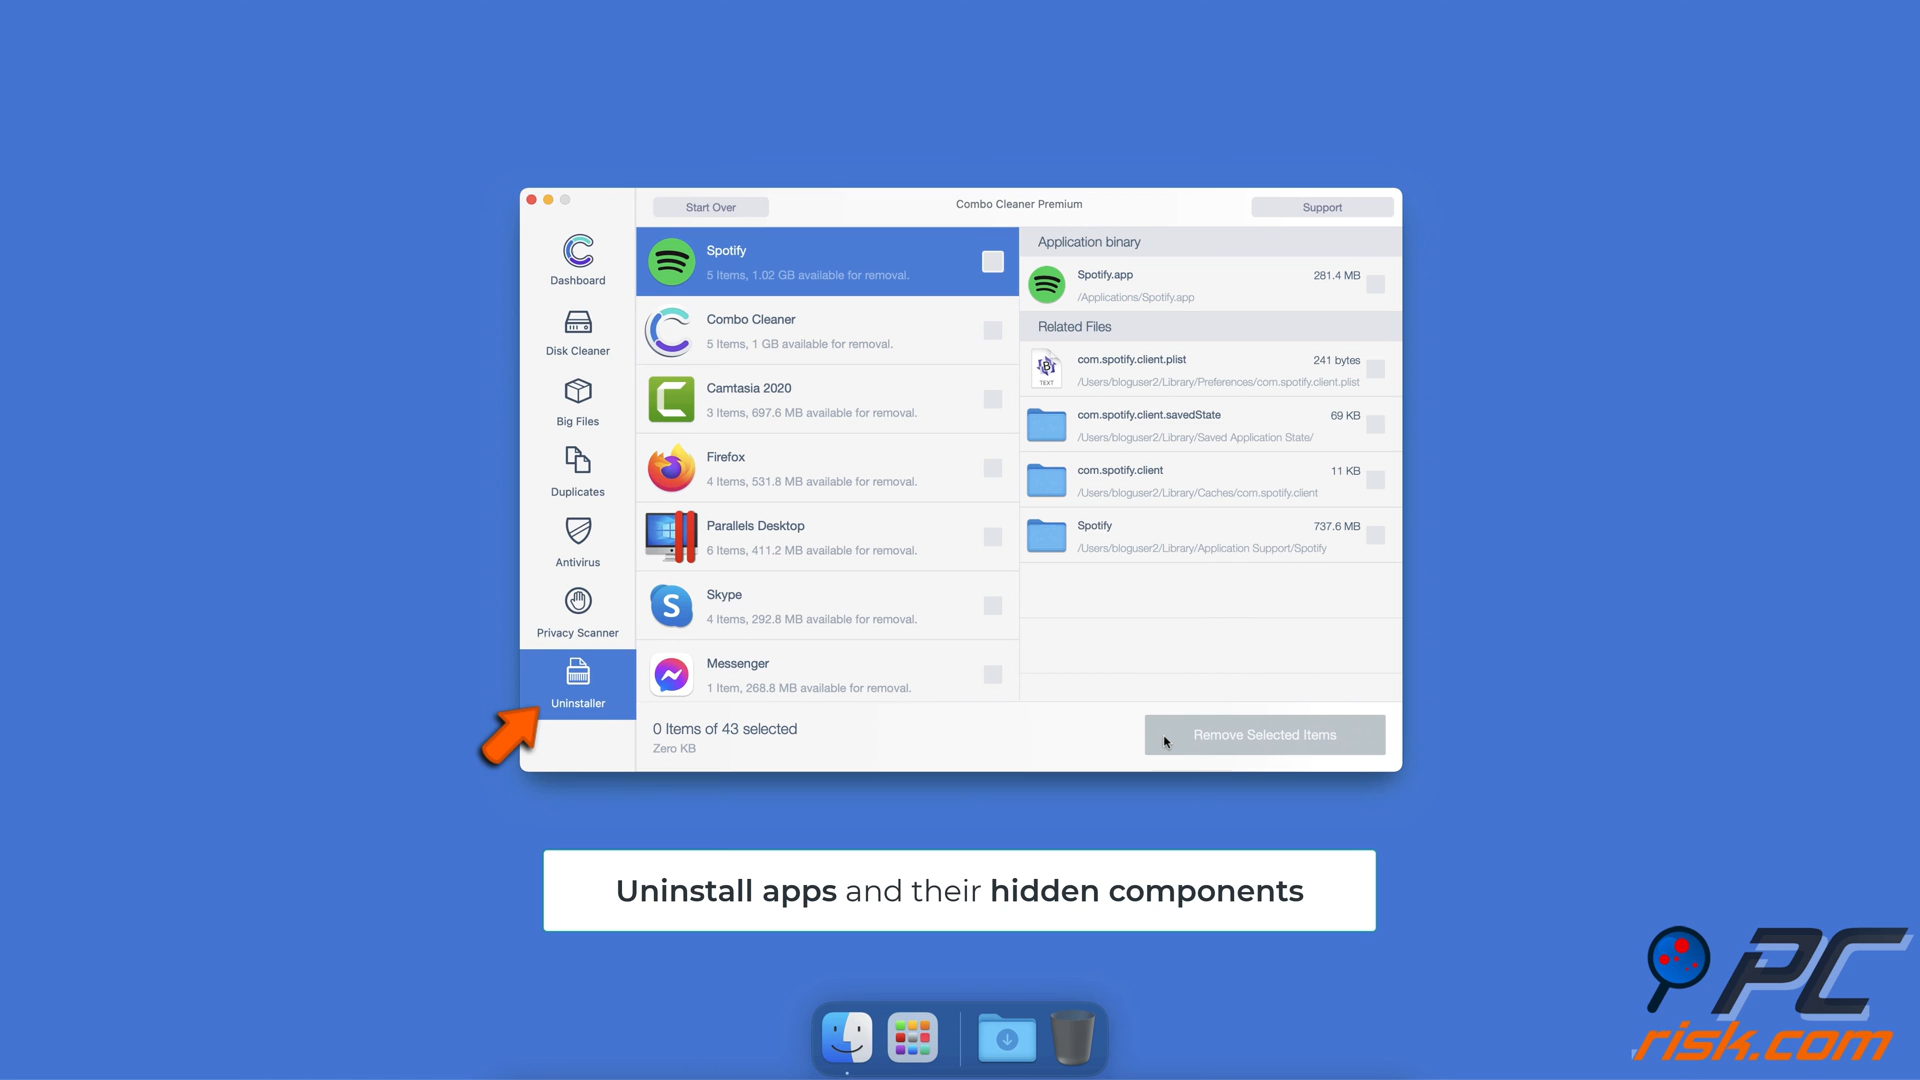 Start Over
Combo Cleaner Premium
Support
Dashboard
Disk Cleaner
Big Files
Duplicates
Antivirus
Privacy Scanner
Uninstaller
Spotify
5 Items, 1.02 GB available for removal.
Combo Cleaner
5 Items, 1 GB available for removal.
Camtasia 2020
3 Items, 697.6 MB available for removal.
Firefox
4 Items, 531.8 MB available for removal.
Parallels Desktop
6 Items, 411.2 MB available for removal.
Skype
4 Items, 292.8 MB available for removal.
Messenger
1 Item, 268.8 MB available for removal.
Application binary
Spotify.app 281.4 MB
/Applications/Spotify.app
Related Files
com.spotify.client.plist 241 bytes
/Users/bloguser2/Library/Preferences/com.spotify.client.plist
TEXT
com.spotify.client.savedState 69 KB
/Users/bloguser2/Library/Saved Application State/
com.spotify.client 11 KB
/Users/bloguser2/Library/Caches/com.spotify.client
Spotify 737.6 MB
/Users/bloguser2/Library/Application Support/Spotify
0 Items of 43 selected
Zero KB
Remove Selected Items
Uninstall apps and their hidden components
PC
risk.com